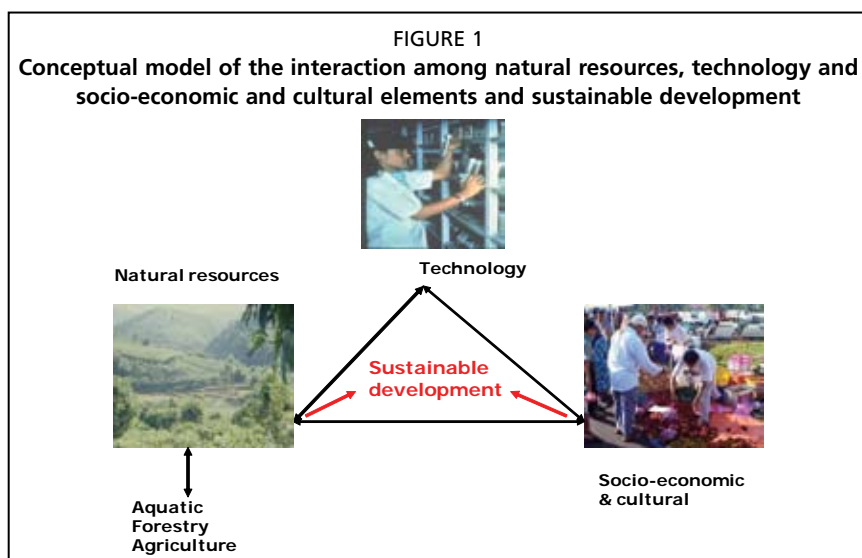 FIGURE 1
Conceptual model of the interaction among natural resources, technology and
socio-economic and cultural elements and sustainable development
Technology
Natural resources
Sustainable
development
Socio-economic
& cultural
Aquatic
Forestry
Agriculture